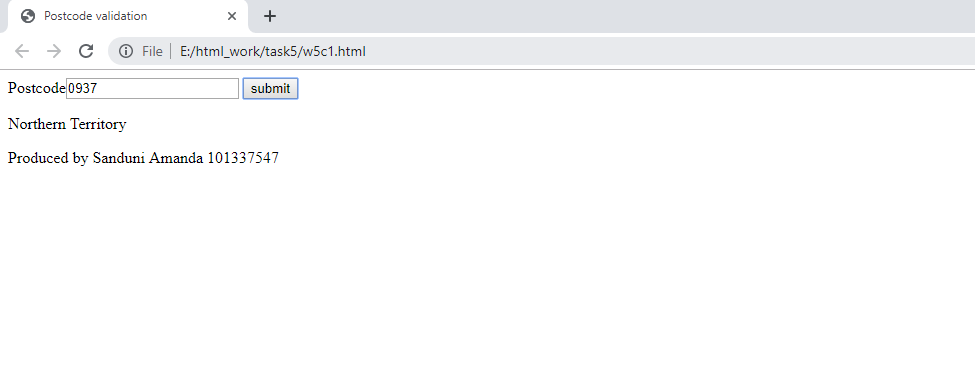 Postcode validation
File E:/html_work/task5/w5c1.html
Postcode 0937 submit
Northern Territory
Produced by Sanduni Amanda 101337547